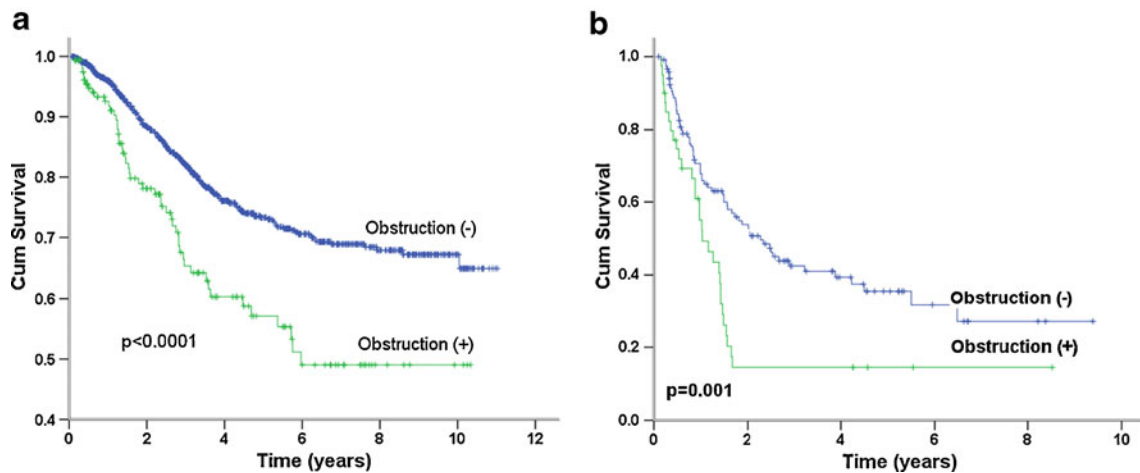 a
1.0
0.9
0.8
0.7
0.6
0.5
0.4
Cum Survival
Obstruction (-)
Obstruction (+)
p<0.0001
0 2 4 6 8 10 12
Time (years)
b
1.0
0.8
0.6
0.4
0.2
0.0
Cum Survival
Obstruction (-)
Obstruction (+)
p=0.001
0 2 4 6 8 10
Time (years)